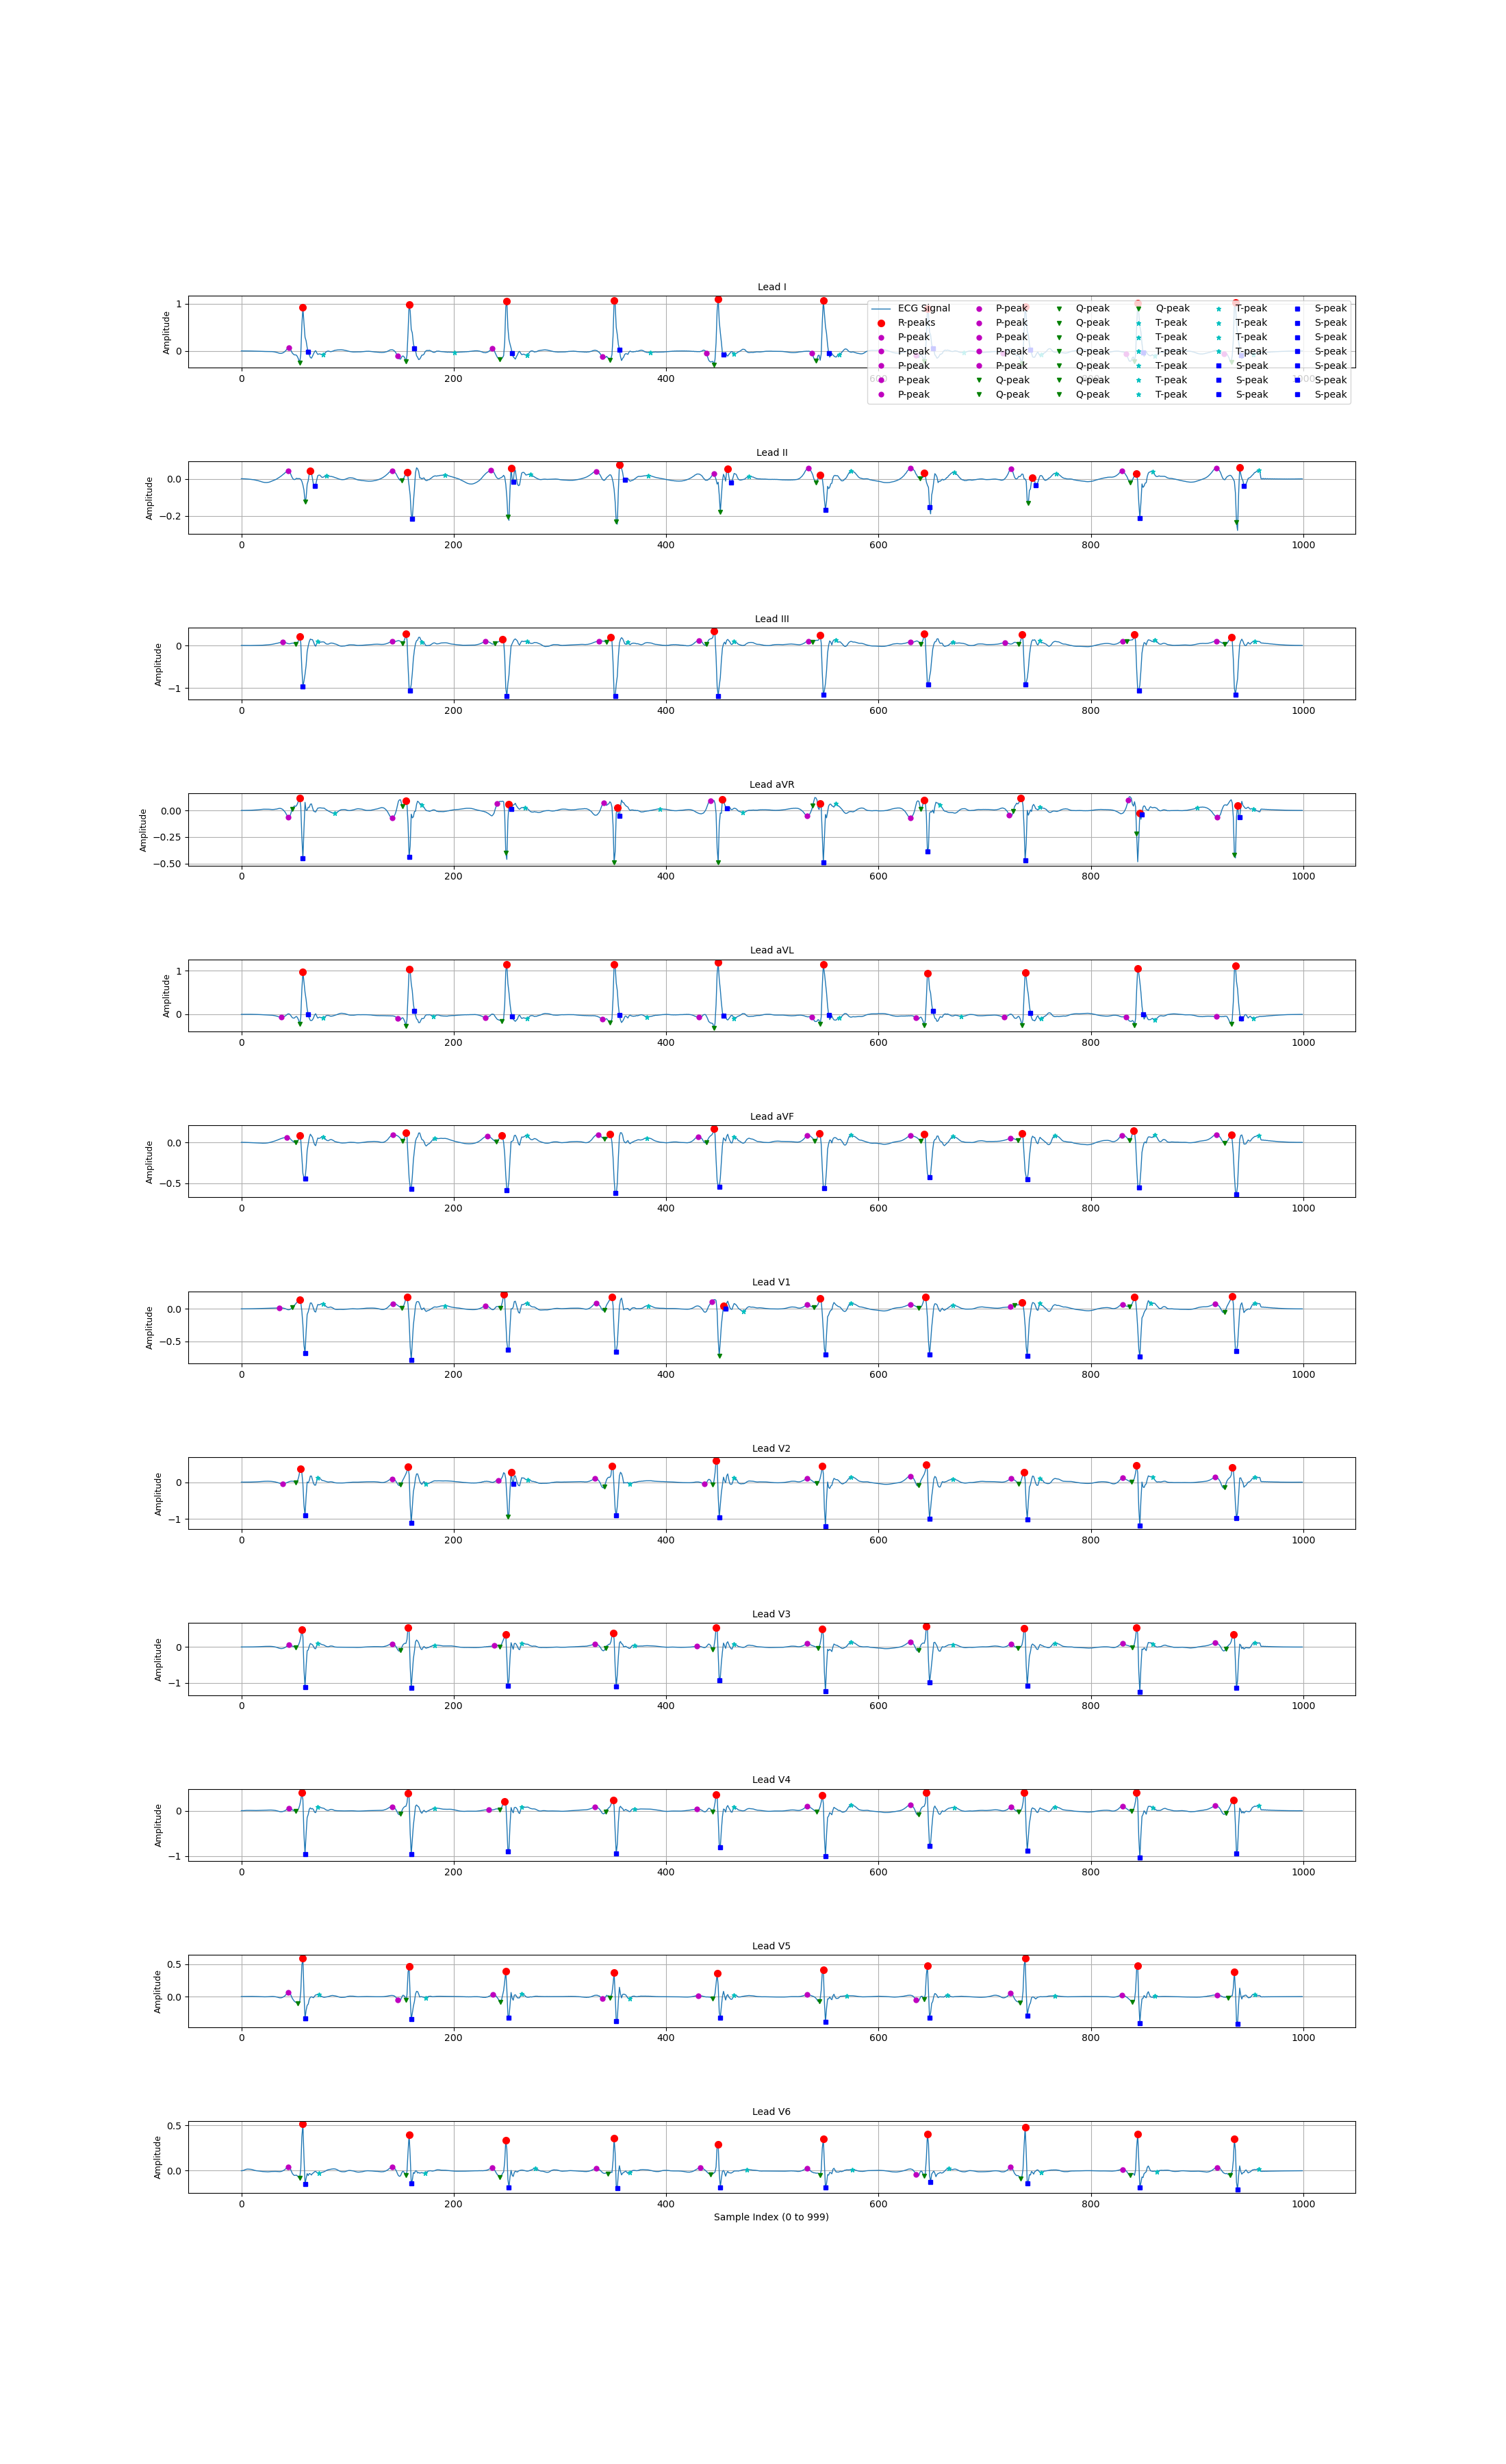 Lead I
Amplitude
1
0
ECG Signal P-peak Q-peak Q-peak T-peak S-peak
R-peaks P-peak Q-peak T-peak T-peak S-peak
P-peak P-peak Q-peak T-peak T-peak S-peak
P-peak P-peak Q-peak T-peak T-peak S-peak
P-peak P-peak Q-peak T-peak S-peak S-peak
P-peak Q-peak Q-peak T-peak S-peak S-peak
P-peak Q-peak Q-peak T-peak S-peak S-peak
0 200 400 600 800 1000
Lead II
Amplitude
0.0
−0.2
0 200 400 600 800 1000
Lead III
Amplitude
0
−1
0 200 400 600 800 1000
Lead aVR
Amplitude
0.00
−0.25
−0.50
0 200 400 600 800 1000
Lead aVL
Amplitude
1
0
0 200 400 600 800 1000
Lead aVF
Amplitude
0.0
−0.5
0 200 400 600 800 1000
Lead V1
Amplitude
0.0
−0.5
0 200 400 600 800 1000
Lead V2
Amplitude
0
−1
0 200 400 600 800 1000
Lead V3
Amplitude
0
−1
0 200 400 600 800 1000
Lead V4
Amplitude
0
−1
0 200 400 600 800 1000
Lead V5
Amplitude
0.5
0.0
0 200 400 600 800 1000
Lead V6
Amplitude
0.5
0.0
0 200 400 600 800 1000
Sample Index (0 to 999)